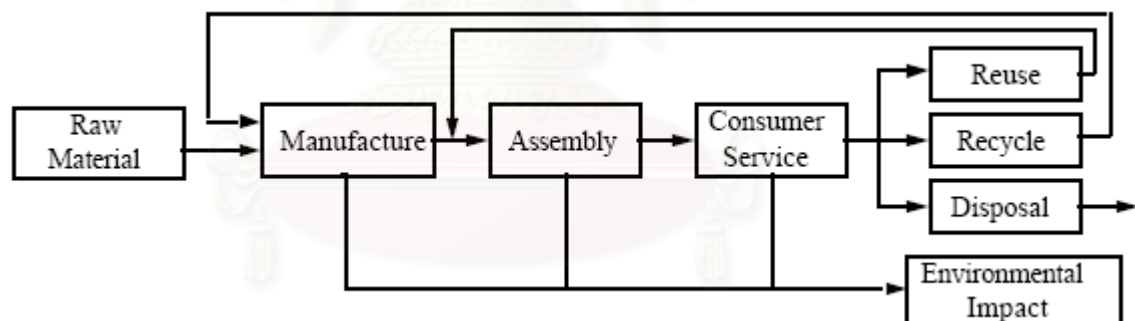 Raw
Material
Manufacture
Assembly
Consumer
Service
Reuse
Recycle
Disposal
Environmental
Impact